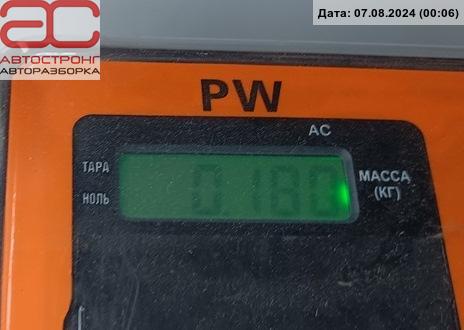 Дата: 07.08.2024 (00:06)
АС
АВТОСТРОНГ
АВТОРАЗБОРКА
PW
AC
ТАРА
НОЛЬ
0.180
МАССА
(КГ)